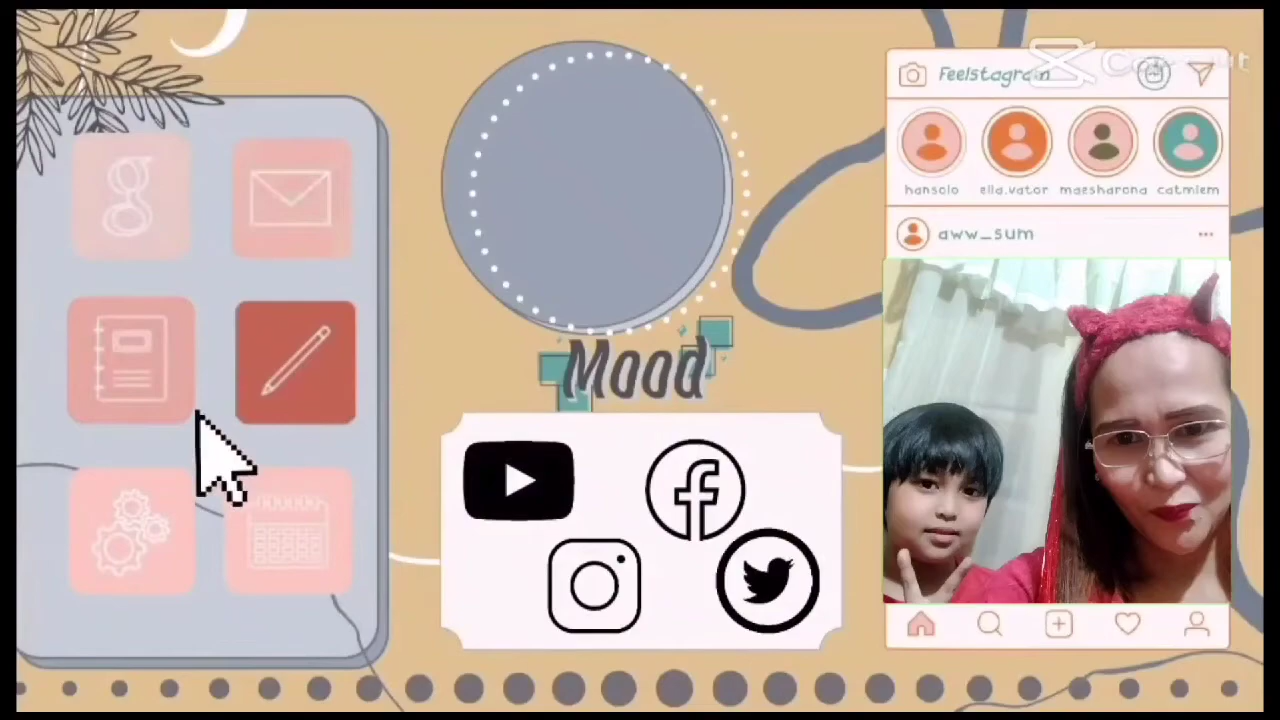 Feelstagram
hansolo
ella.vator
maesharona
catmiem
aww_sum
Mood